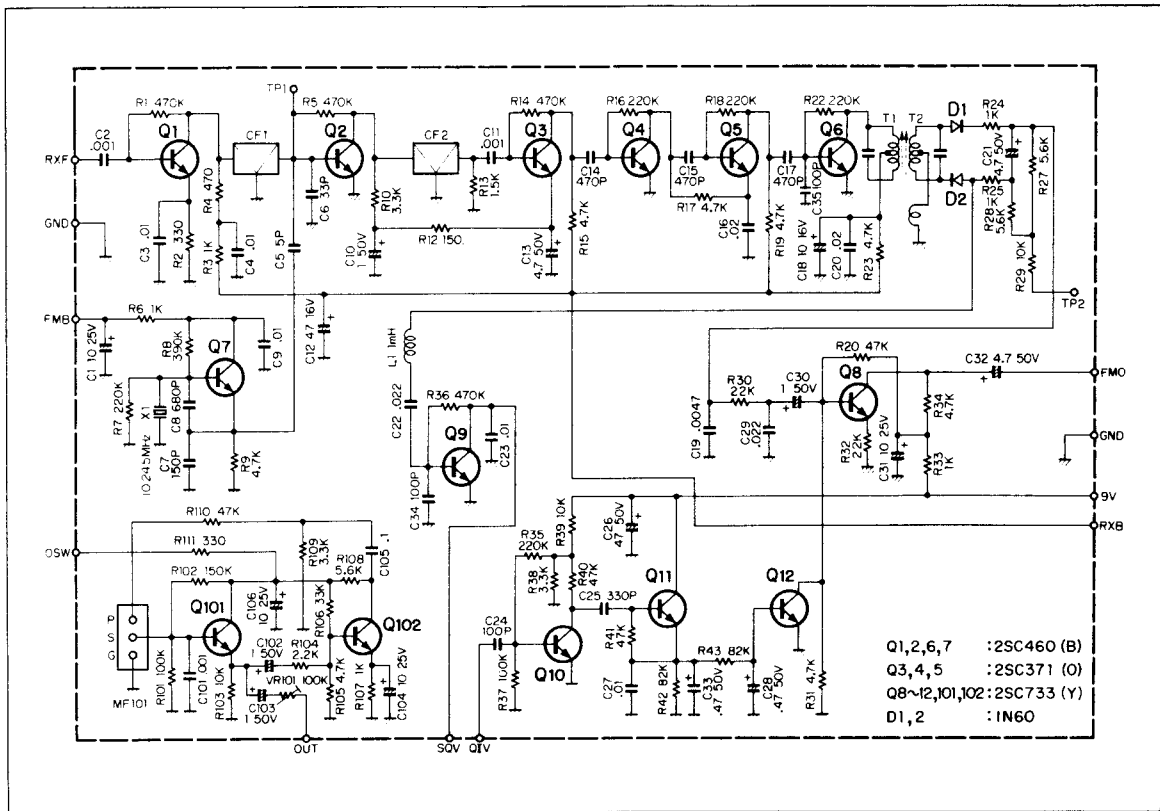 TP1
R1 470K
R5 470K
R14 470K
R16 220K
R18 220K
R22 220K
C2
.001
Q1
CF1
Q2
CF2
C11
.001
Q3
Q4
Q5
Q6
T1
T2
D1
R24
1K
C21
4.7 50V
R27 5.6K
RXF
R4 470
C6 33P
R10
3.3K
R13
1.5K
C14
470P
C15
470P
C17
470P
C35 100P
R25
1K
D2
R28
5.6K
R17 4.7K
GND
C3 .01
R2 330
R3 1K
C4 .01
C5 5P
R12 150
C10
1 50V
C13
4.7 50V
R15 4.7K
C16
.02
R19 4.7K
C18 10 16V
C20 .02
R23 4.7K
R29 10K
TP2
R6 1K
FMB
C1 10 25V
R8
390K
Q7
C9 .01
C12 47 16V
L1 1mH
R7 220K
X1
10.245MHz
C8 680P
C7
150P
R9
4.7K
C22 .022
R36 470K
Q9
C23 .01
C34 100P
R20 47K
Q8
C32 4.7 50V
FMO
R30
22K
C30
1 50V
C19 .0047
C29
.022
R32
22K
C31 10 25V
R34
4.7K
R33
1K
GND
9V
RXB
R110 47K
OSW
R111 330
R109
3.3K
C105 .1
R102 150K
R108
5.6K
P
S
G
MF101
Q101
C106
10 25V
R106 33K
Q102
R101 100K
C101 .001
R103 10K
C102
1 50V
R104
2.2K
VR101 100K
C103
1 50V
R105 4.7K
R107 1K
C104 10 25V
R39 10K
C26
47 50V
R35
220K
R38
3.3K
R40
47K
C25 330P
Q11
Q12
C24
100P
R37 100K
Q10
R41
47K
C27
.01
R42 82K
C33
.47 50V
R43 82K
C28
.47 50V
R31 4.7K
OUT
SQV
QIV
Q1,2,6,7 :2SC460 (B)
Q3,4,5 :2SC371 (O)
Q8~12,101,102:2SC733 (Y)
D1,2 :1N60